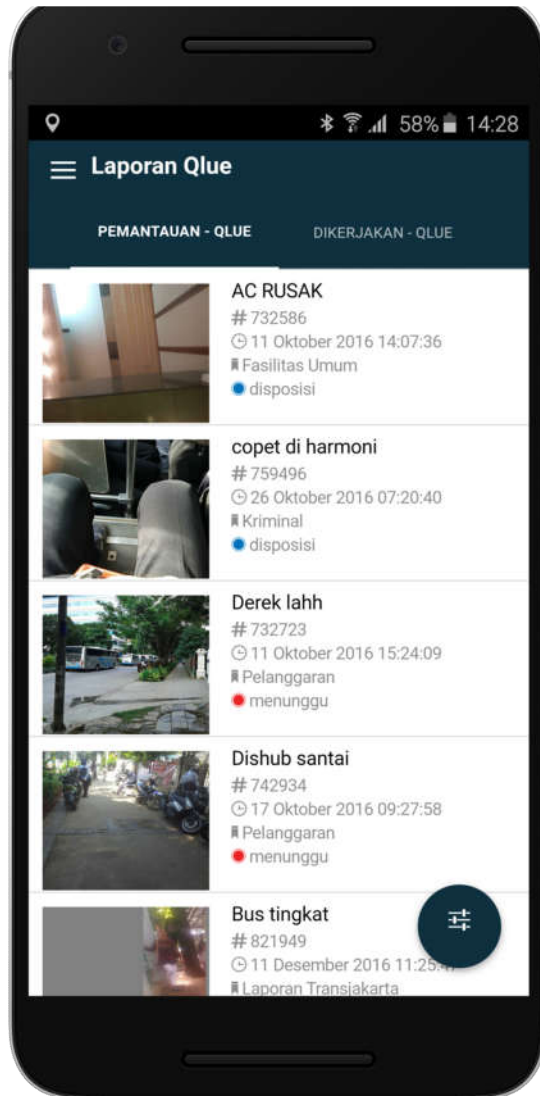 58% 14:28
Laporan Qlue
PEMANTAUAN - QLUE DIKERJAKAN - QLUE
AC RUSAK
# 732586
11 Oktober 2016 14:07:36
Fasilitas Umum
disposisi
copet di harmoni
# 759496
26 Oktober 2016 07:20:40
Kriminal
disposisi
Derek lahh
# 732723
11 Oktober 2016 15:24:09
Pelanggaran
menunggu
Dishub santai
# 742934
17 Oktober 2016 09:27:58
Pelanggaran
menunggu
Bus tingkat
# 821949
11 Desember 2016
Laporan Transjakarta